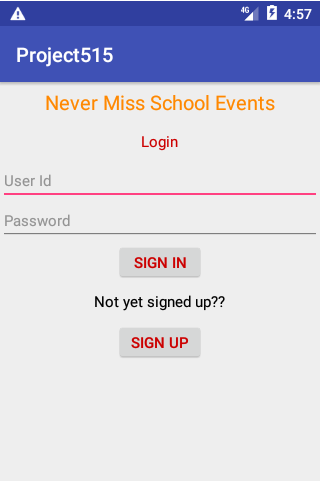 4G 4:57
Project515
Never Miss School Events
Login
User Id
Password
SIGN IN
Not yet signed up??
SIGN UP